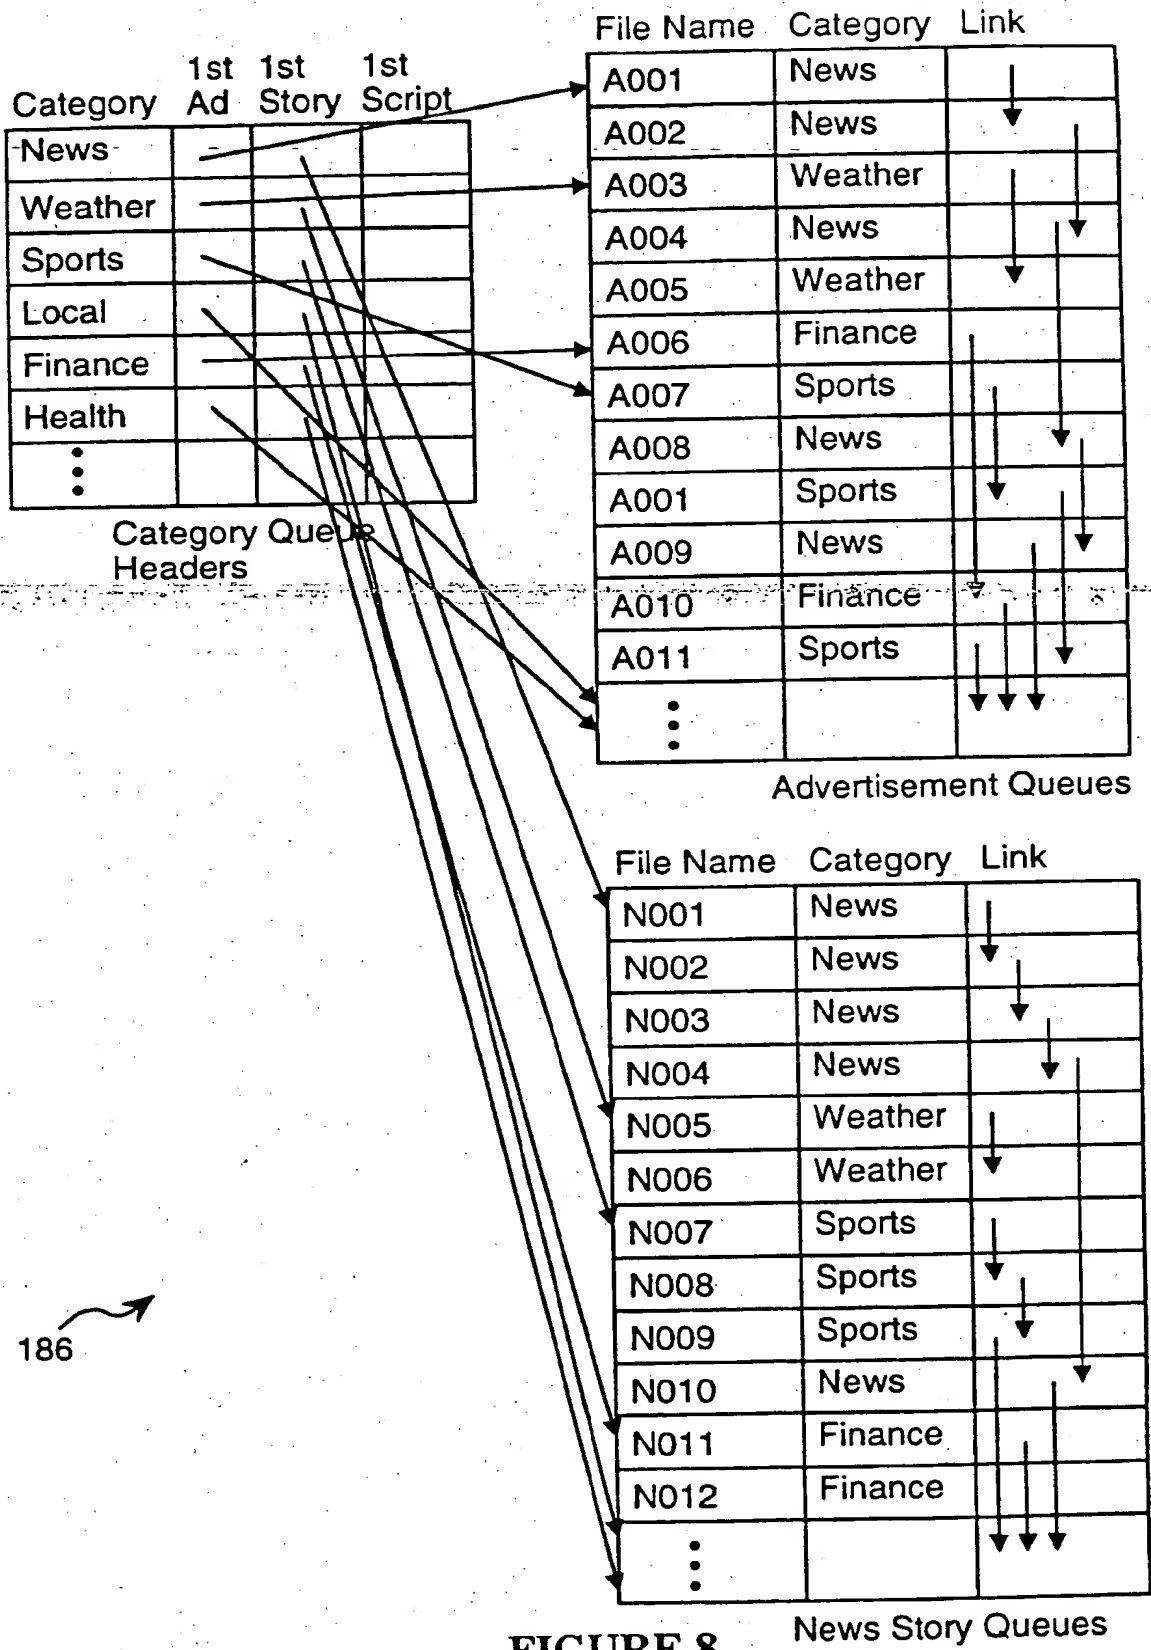 1st 1st 1st
Category Ad Story Script
News
Weather
Sports
Local
Finance
Health
Category Queue
Headers
File Name Category Link
A001 News
A002 News
A003 Weather
A004 News
A005 Weather
A006 Finance
A007 Sports
A008 News
A001 Sports
A009 News
A010 Finance
A011 Sports
Advertisement Queues
File Name Category Link
N001 News
N002 News
N003 News
N004 News
N005 Weather
N006 Weather
N007 Sports
N008 Sports
N009 Sports
N010 News
N011 Finance
N012 Finance
News Story Queues
186
FIGURE 8